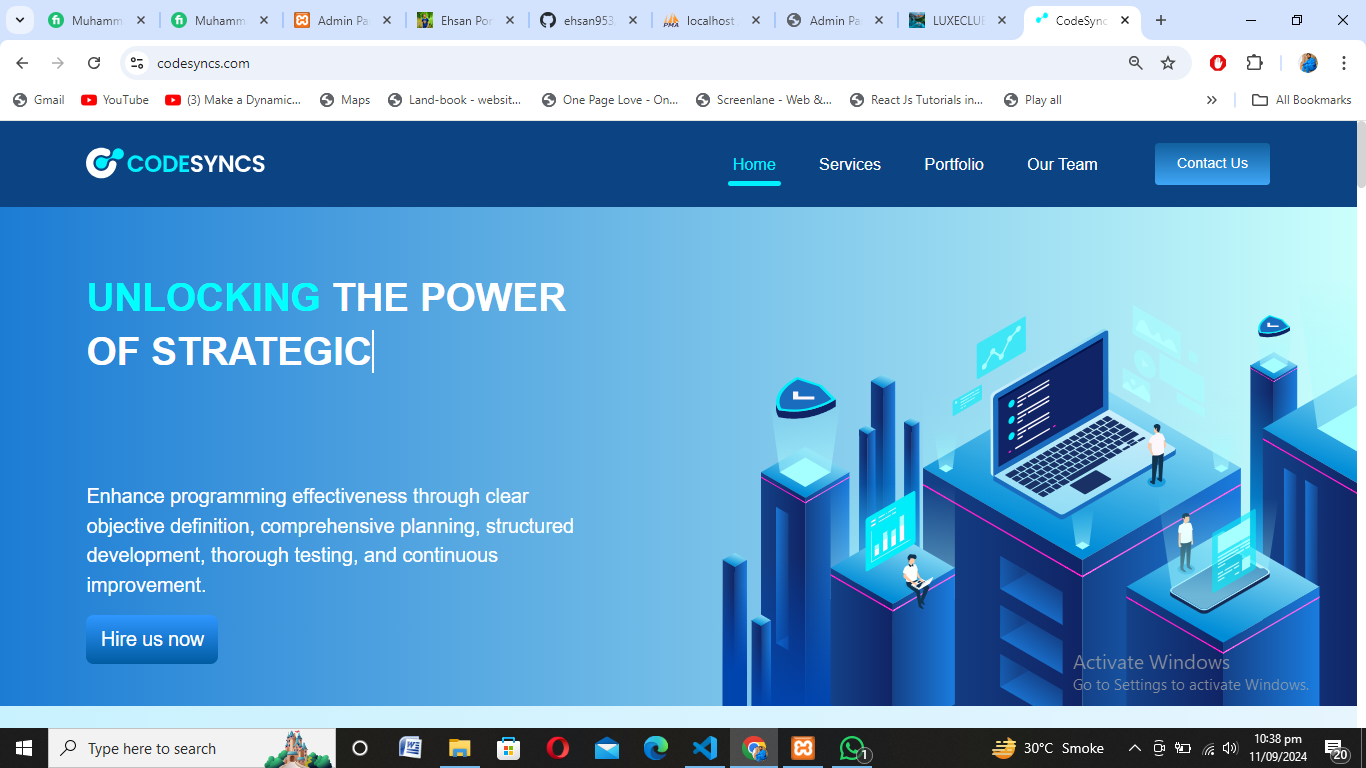 Muhamm
Muhamm
Admin Pa
Ehsan Por
ehsan953
localhost
Admin Pa
LUXECLUB
CodeSync
codesyncs.com
Gmail
YouTube
(3) Make a Dynamic...
Maps
Land-book - websit...
One Page Love - On...
Screenlane - Web &...
React Js Tutorials in...
Play all
All Bookmarks
CODESYNCS
Home
Services
Portfolio
Our Team
Contact Us
UNLOCKING THE POWER
OF STRATEGIC
Enhance programming effectiveness through clear
objective definition, comprehensive planning, structured
development, thorough testing, and continuous
improvement.
Hire us now
Activate Windows
Go to Settings to activate Windows.
Type here to search
1
30°C Smoke
10:38 pm
11/09/2024
20